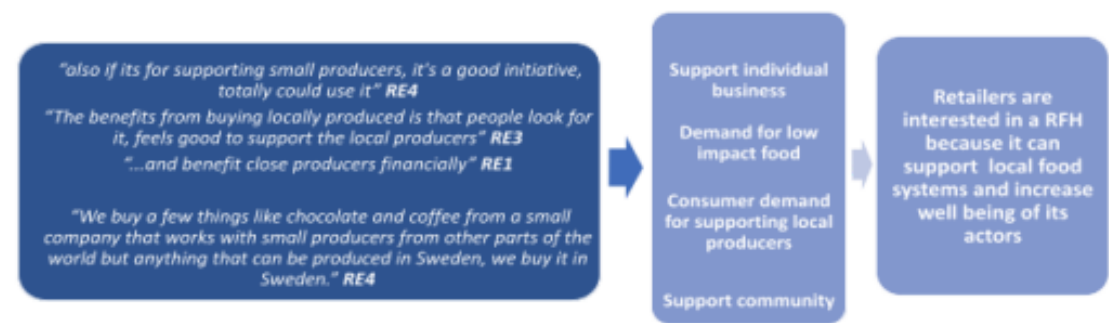 "also if its for supporting small producers, it's a good initiative,
totally could use it" RE4
"The benefits from buying locally produced is that people look for
it, feels good to support the local producers" RE3
"...and benefit close producers financially" RE1
"We buy a few things like chocolate and coffee from a small
company that works with small producers from other parts of the
world but anything that can be produced in Sweden, we buy it in
Sweden." RE4
Support individual
business
Demand for low
impact food
Consumer demand
for supporting local
producers
Support community
Retailers are
interested in a RFH
because it can
support local food
systems and increase
well being of its
actors